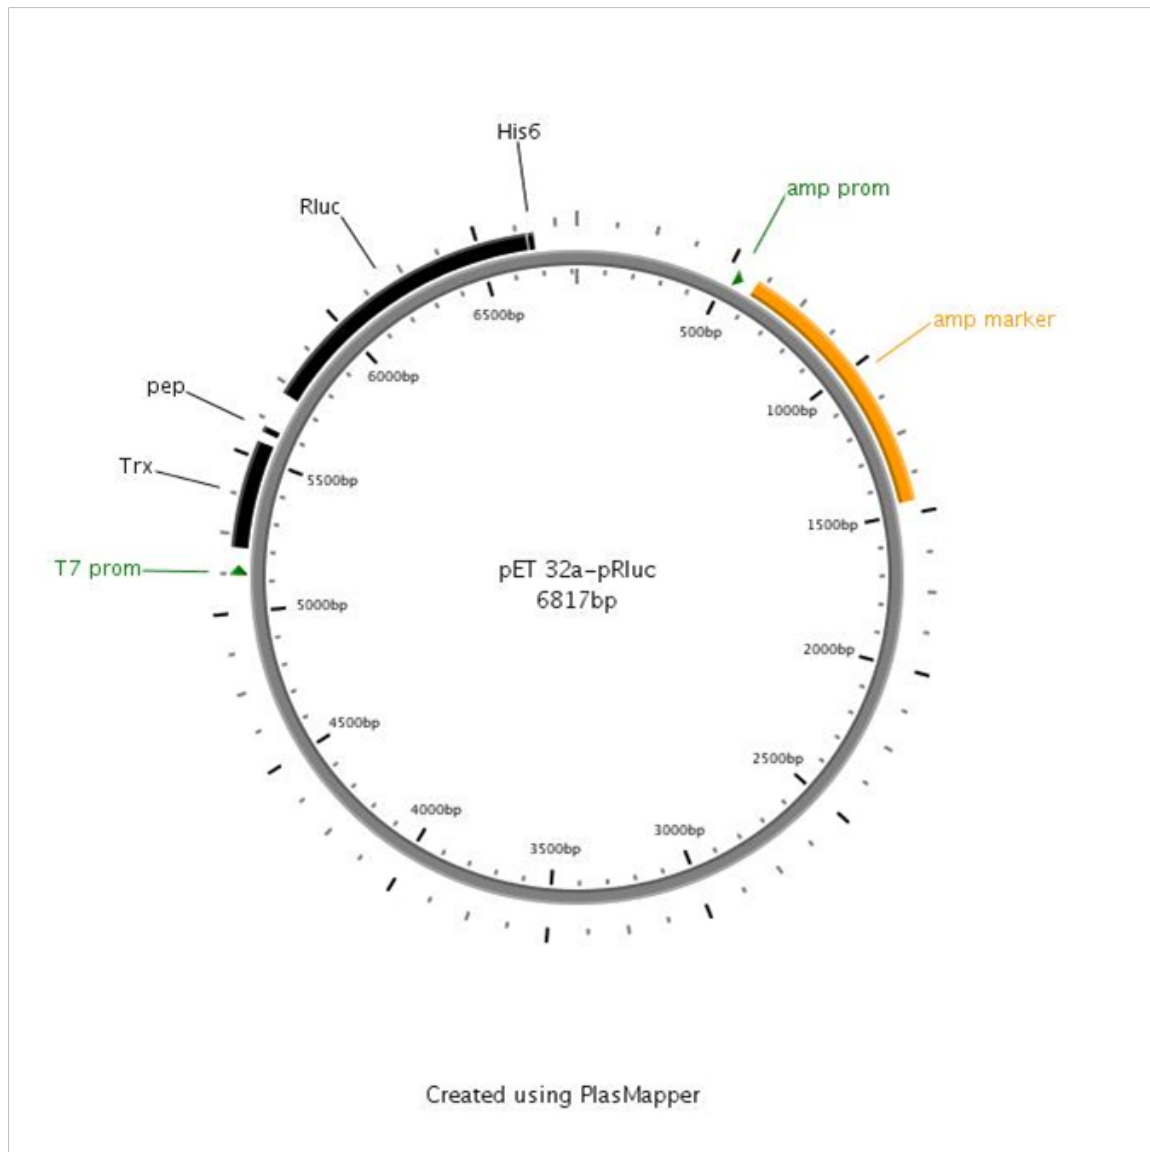 His6
amp prom
Rluc
6500bp
500bp
amp marker
6000bp
pep
1000bp
Trx
5500bp
1500bp
T7 prom
pET 32a-pRluc
6817bp
5000bp
2000bp
4500bp
2500bp
4000bp
3000bp
3500bp
Created using PlasMapper